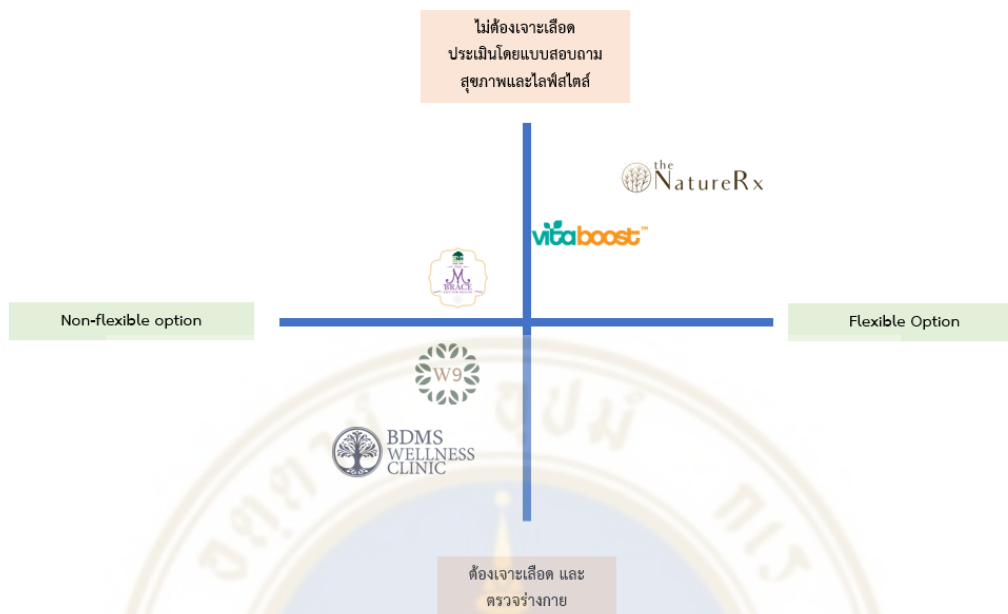 ไม่ต้องเจาะเลือด
ประเมินโดยแบบสอบถาม
สุขภาพและไลฟ์สไตล์
the
NatureRx
vitaboost™
M
BRACE
Non-flexible option
Flexible Option
W9
BDMS
WELLNESS
CLINIC
ต้องเจาะเลือด และ
ตรวจร่างกาย